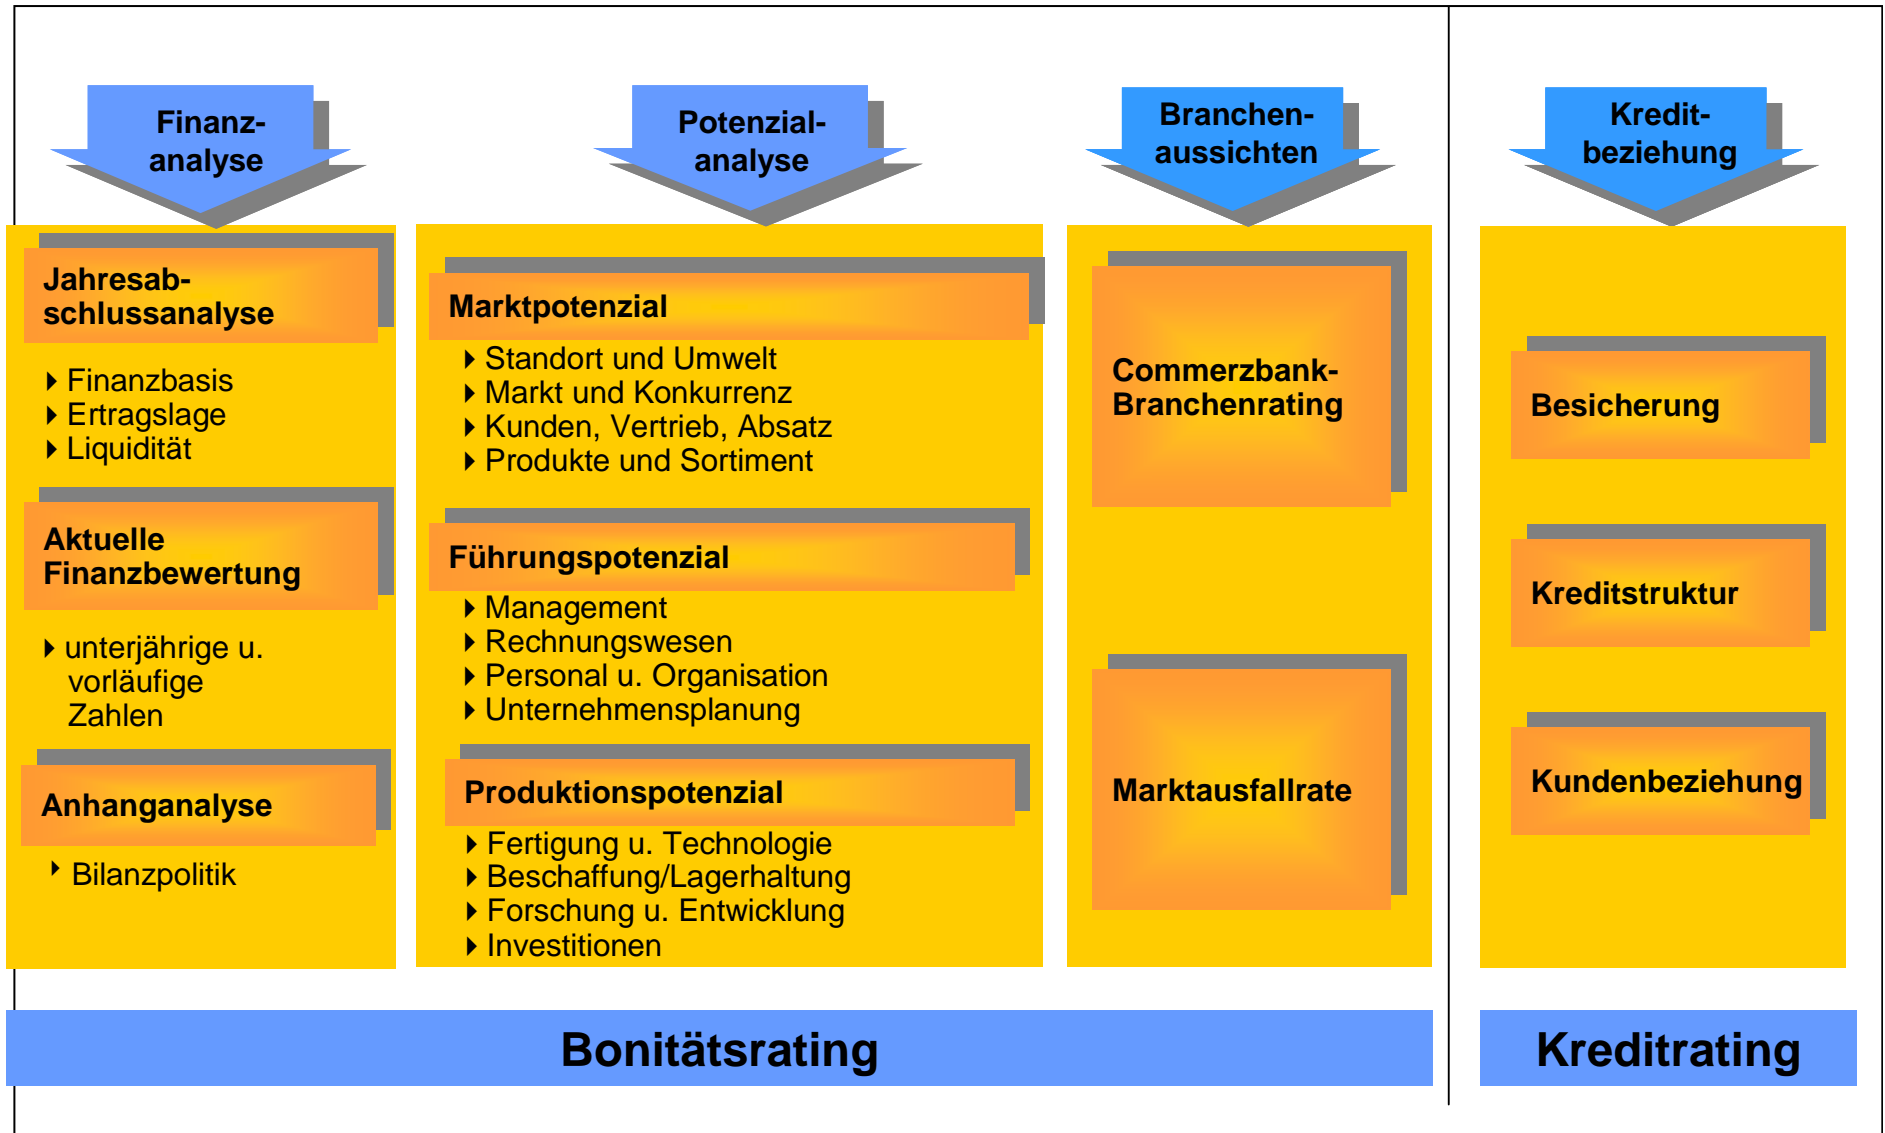 Finanz-
analyse
Jahresab-
schlussanalyse
Finanzbasis
Ertragslage
Liquidität
Aktuelle
Finanzbewertung
unterjährige u.
vorläufige
Zahlen
Anhanganalyse
Bilanzpolitik
Potenzial-
analyse
Marktpotenzial
Standort und Umwelt
Markt und Konkurrenz
Kunden, Vertrieb, Absatz
Produkte und Sortiment
Führungspotenzial
Management
Rechnungswesen
Personal u. Organisation
Unternehmensplanung
Produktionspotenzial
Fertigung u. Technologie
Beschaffung/Lagerhaltung
Forschung u. Entwicklung
Investitionen
Branchen-
aussichten
Commerzbank-
Branchenrating
Marktausfallrate
Bonitätsrating
Kredit-
beziehung
Besicherung
Kreditstruktur
Kundenbeziehung
Kreditrating